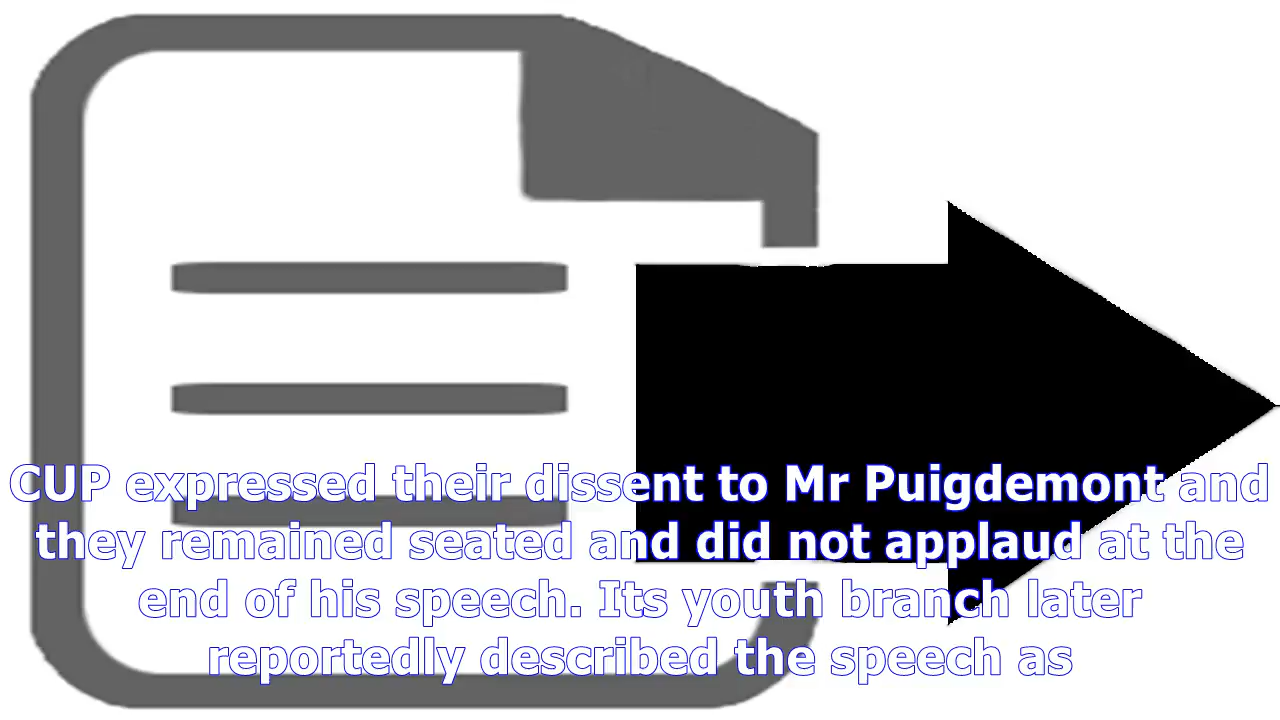 CUP expressed their dissent to Mr Puigdemont and
they remained seated and did not applaud at the
end of his speech. Its youth branch later
reportedly described the speech as